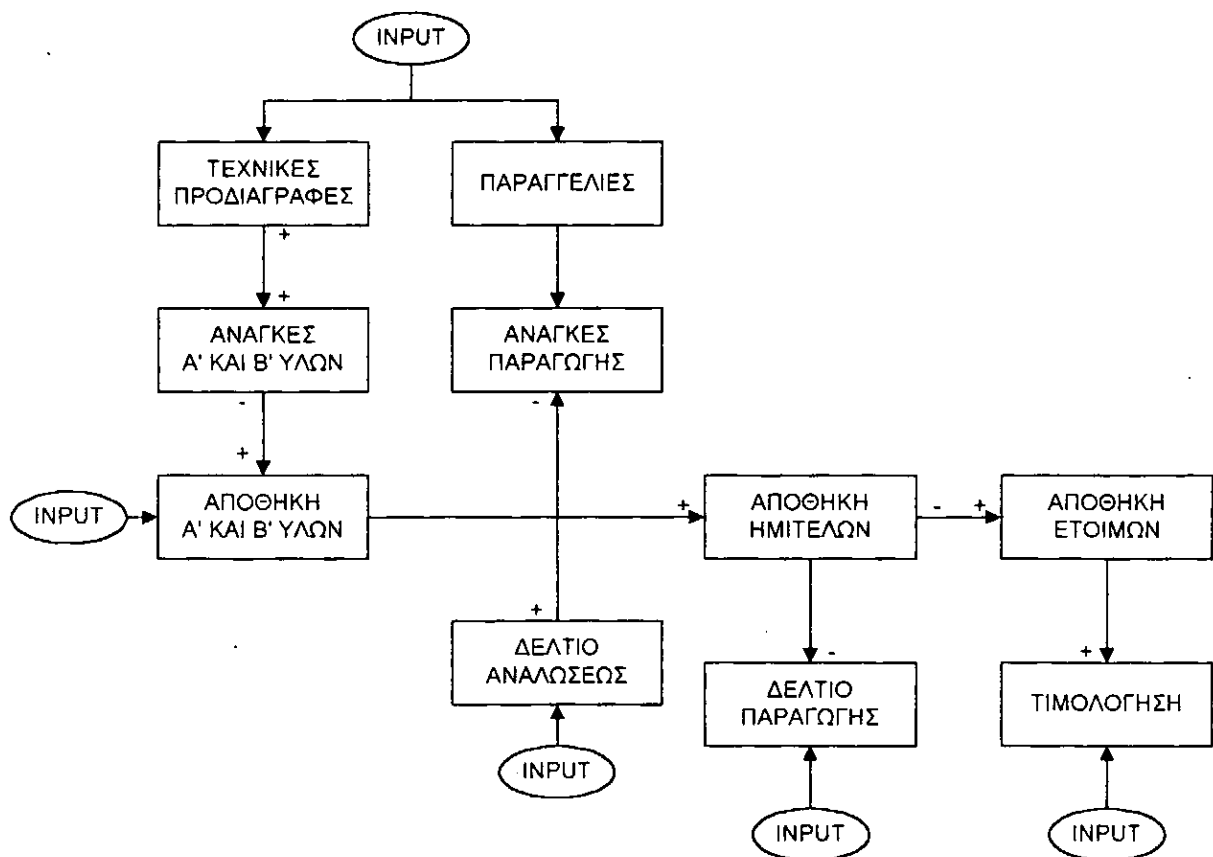 INPUT
ΤΕΧΝΙΚΕΣ
ΠΡΟΔΙΑΓΡΑΦΕΣ
ΠΑΡΑΓΓΕΛΙΕΣ
+
+
ΑΝΑΓΚΕΣ
Α' ΚΑΙ Β' ΥΛΩΝ
ΑΝΑΓΚΕΣ
ΠΑΡΑΓΩΓΗΣ
-
-
+
INPUT
ΑΠΟΘΗΚΗ
Α' ΚΑΙ Β' ΥΛΩΝ
+
ΑΠΟΘΗΚΗ
ΗΜΙΤΕΛΩΝ
- +
ΑΠΟΘΗΚΗ
ΕΤΟΙΜΩΝ
+
ΔΕΛΤΙΟ
ΑΝΑΛΩΣΕΩΣ
-
+
ΔΕΛΤΙΟ
ΠΑΡΑΓΩΓΗΣ
ΤΙΜΟΛΟΓΗΣΗ
INPUT
INPUT
INPUT